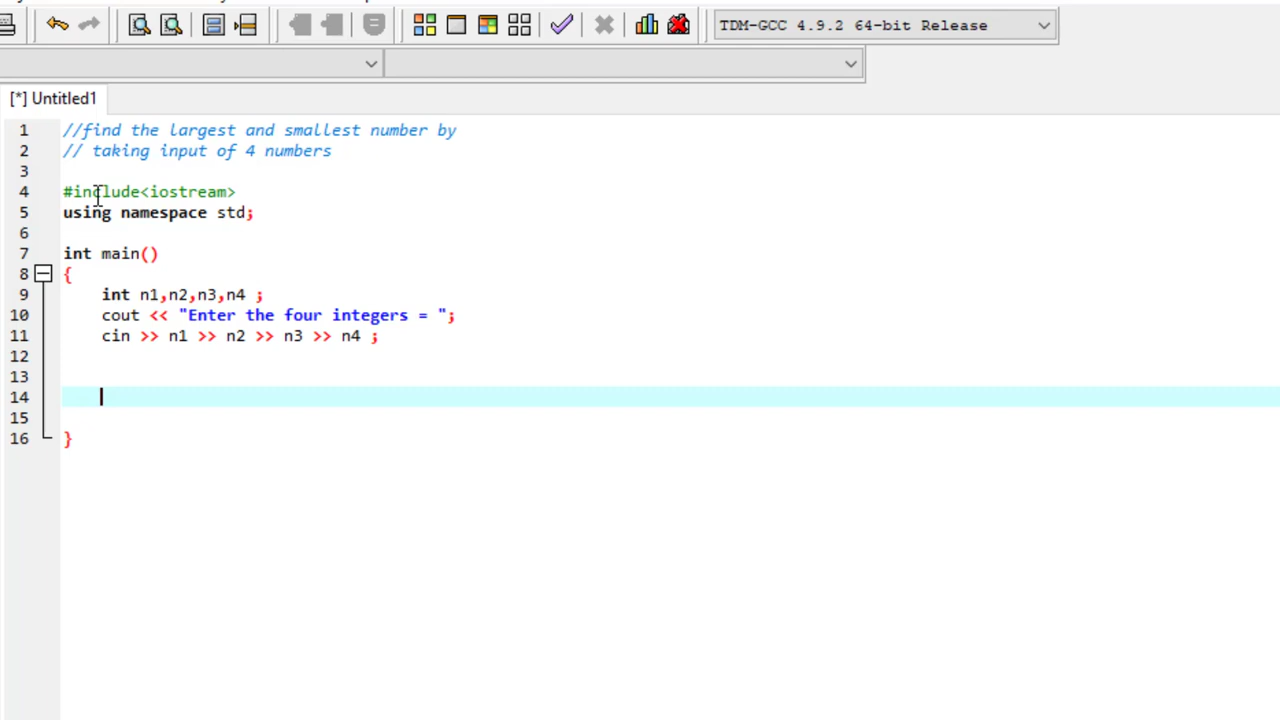 TDM-GCC 4.9.2 64-bit Release
[*] Untitled1
1 //find the largest and smallest number by
2 // taking input of 4 numbers
3
4 #include<iostream>
5 using namespace std;
6
7 int main()
8 {
9 int n1,n2,n3,n4 ;
10 cout << "Enter the four integers = ";
11 cin >> n1 >> n2 >> n3 >> n4 ;
12
13
14
15
16 }